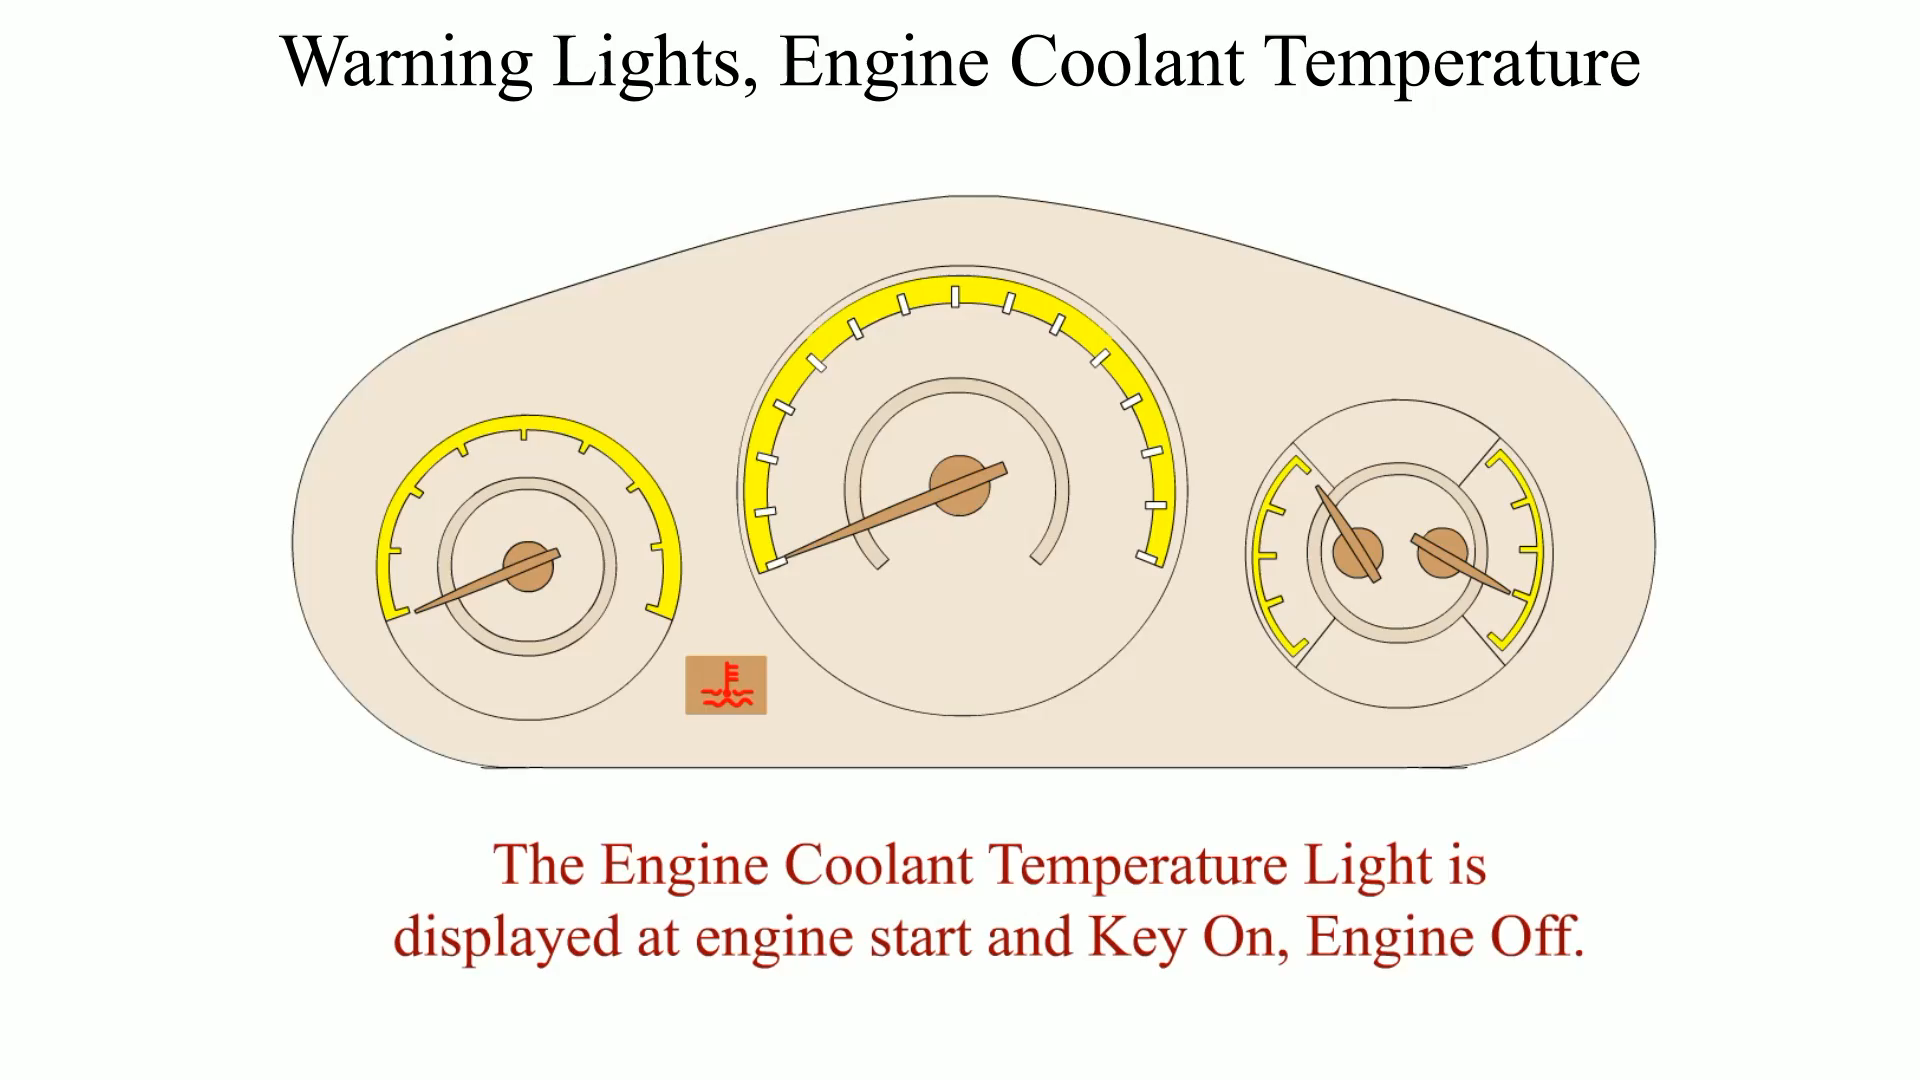 Warning Lights, Engine Coolant Temperature
The Engine Coolant Temperature Light is
displayed at engine start and Key On, Engine Off.